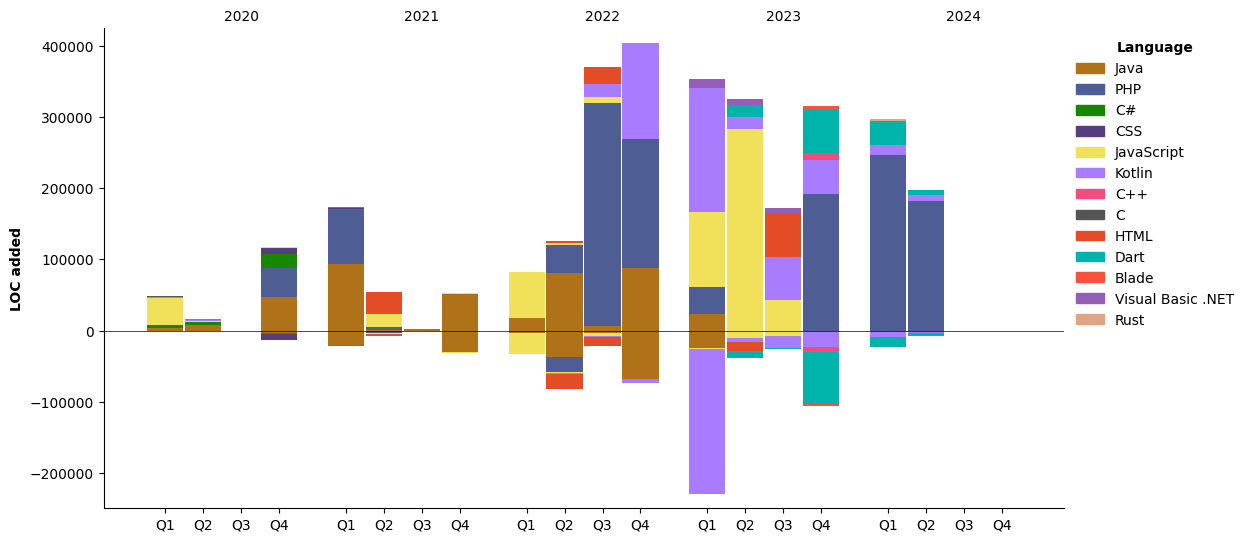 2020 2021 2022 2023 2024
LOC added
400000
300000
200000
100000
0
−100000
−200000
Q1 Q2 Q3 Q4 Q1 Q2 Q3 Q4 Q1 Q2 Q3 Q4 Q1 Q2 Q3 Q4 Q1 Q2 Q3 Q4
Language
Java
PHP
C#
CSS
JavaScript
Kotlin
C++
C
HTML
Dart
Blade
Visual Basic .NET
Rust